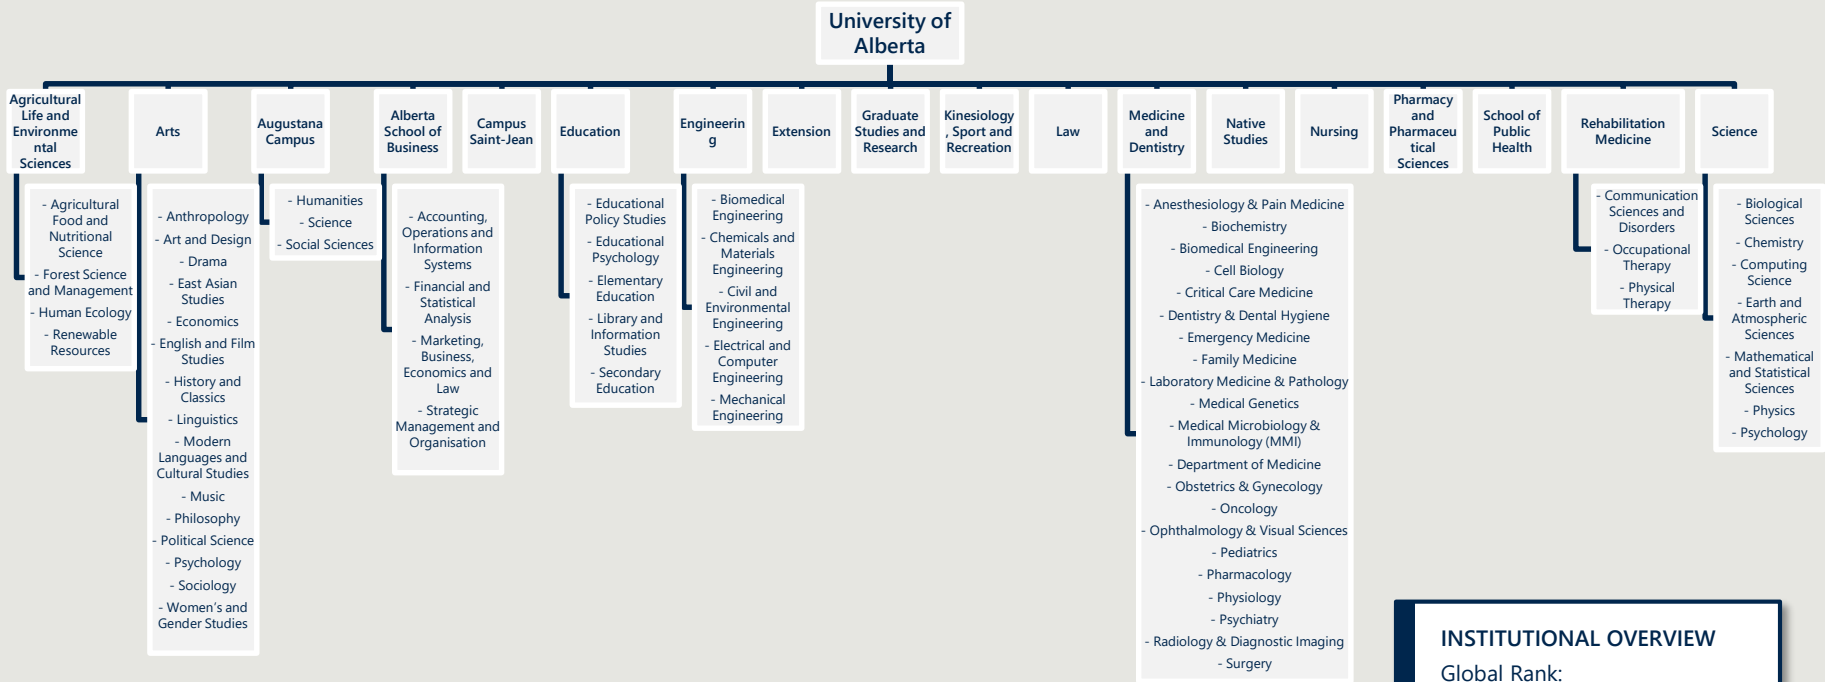 University of
Alberta
Agricultural
Life and
Environme
ntal
Sciences
Arts
Augustana
Campus
Alberta
School of
Business
Campus
Saint-Jean
Education
Engineerin
g
Extension
Graduate
Studies and
Research
Kinesiology
, Sport and
Recreation
Law
Medicine
and
Dentistry
Native
Studies
Nursing
Pharmacy
and
Pharmaceu
tical
Sciences
School of
Public
Health
Rehabilitation
Medicine
Science
- Agricultural
Food and
Nutritional
Science
- Forest Science
and Management
- Human Ecology
- Renewable
Resources
- Anthropology
- Art and Design
- Drama
- East Asian
Studies
- Economics
- English and Film
Studies
- History and
Classics
- Linguistics
- Modern
Languages and
Cultural Studies
- Music
- Philosophy
- Political Science
- Psychology
- Sociology
- Women's and
Gender Studies
- Humanities
- Science
- Social Sciences
- Accounting,
Operations and
Information
Systems
- Financial and
Statistical
Analysis
- Marketing,
Business,
Economics and
Law
- Strategic
Management and
Organisation
- Educational
Policy Studies
- Educational
Psychology
- Elementary
Education
- Library and
Information
Studies
- Secondary
Education
- Biomedical
Engineering
- Chemicals and
Materials
Engineering
- Civil and
Environmental
Engineering
- Electrical and
Computer
Engineering
- Mechanical
Engineering
- Anesthesiology & Pain Medicine
- Biochemistry
- Biomedical Engineering
- Cell Biology
- Critical Care Medicine
- Dentistry & Dental Hygiene
- Emergency Medicine
- Family Medicine
- Laboratory Medicine & Pathology
- Medical Genetics
- Medical Microbiology &
Immunology (MMI)
- Department of Medicine
- Obstetrics & Gynecology
- Oncology
- Ophthalmology & Visual Sciences
- Pediatrics
- Pharmacology
- Physiology
- Psychiatry
- Radiology & Diagnostic Imaging
- Surgery
- Communication
Sciences and
Disorders
- Occupational
Therapy
- Physical
Therapy
- Biological
Sciences
- Chemistry
- Computing
Science
- Earth and
Atmospheric
Sciences
- Mathematical
and Statistical
Sciences
- Physics
- Psychology
INSTITUTIONAL OVERVIEW
Global Rank: